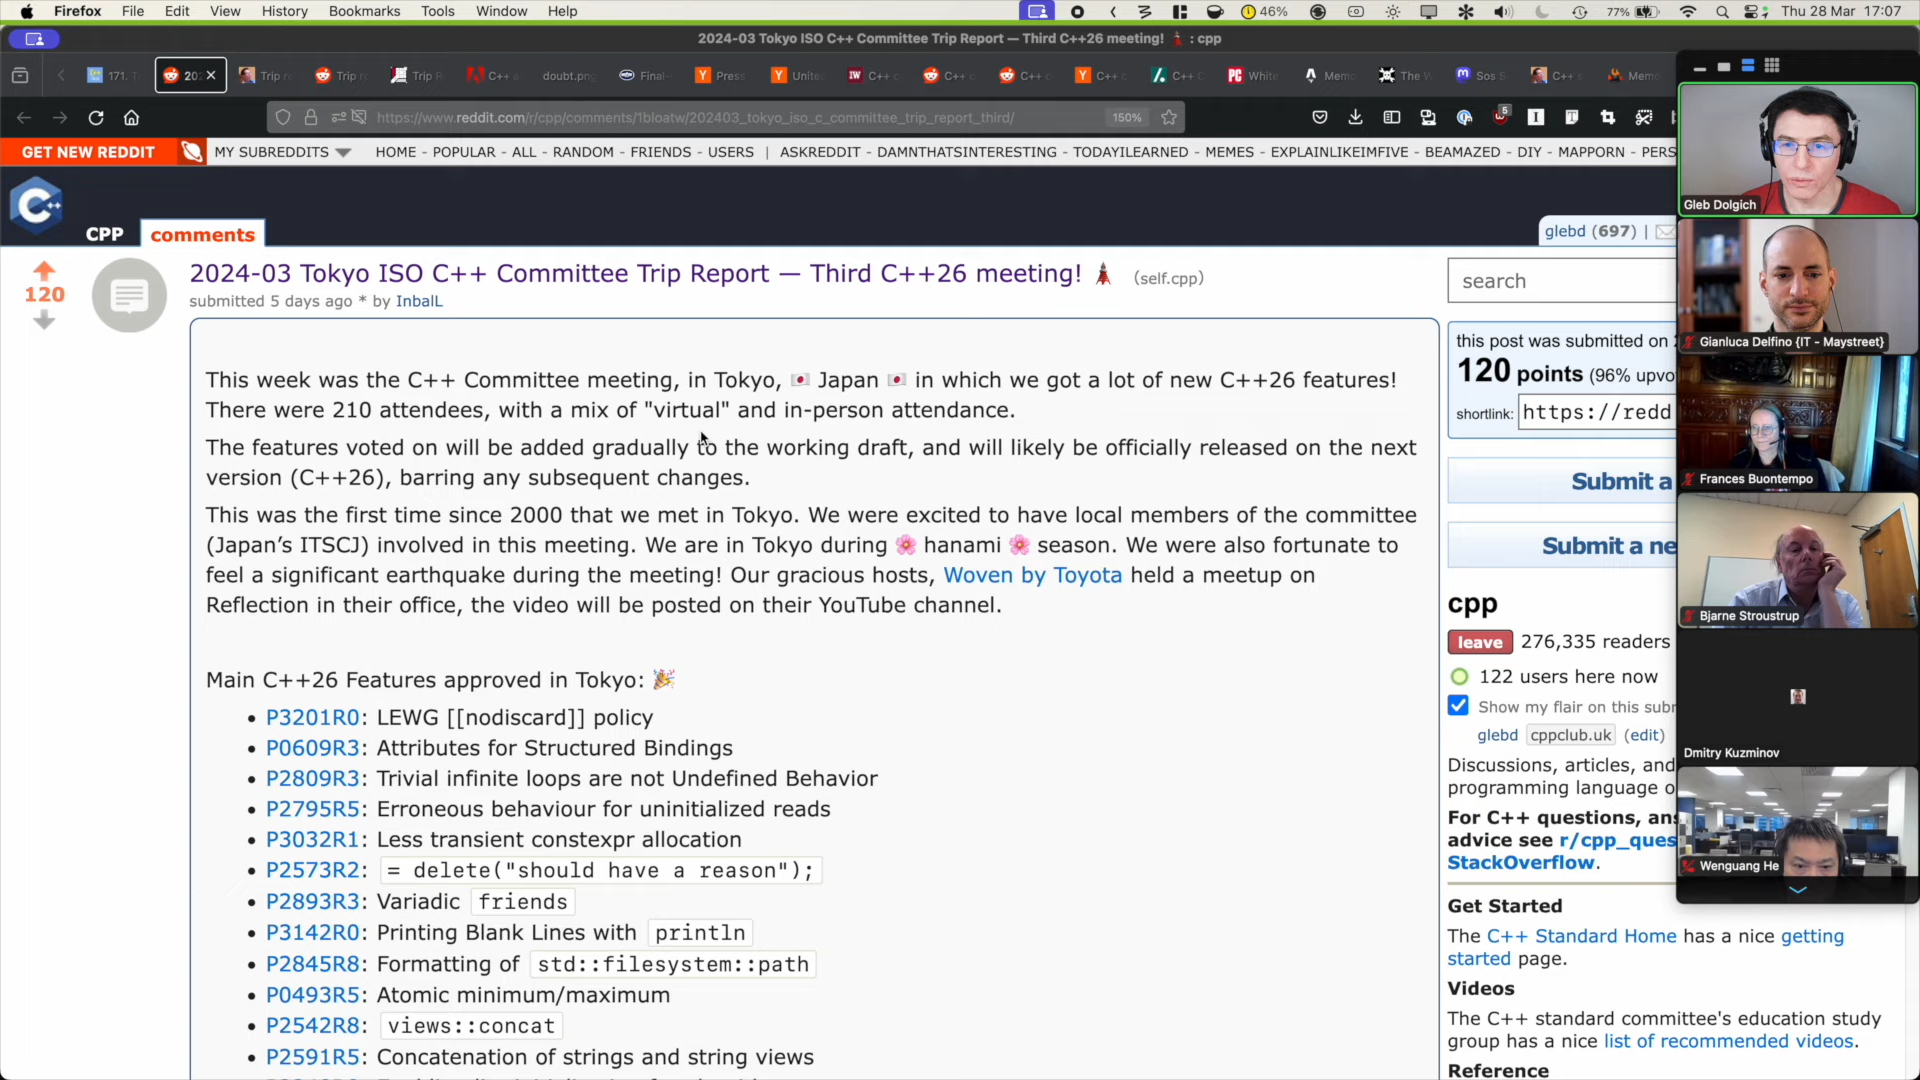 Firefox File Edit View History Bookmarks Tools Window Help 46% 77% Thu 28 Mar 17:07
2024-03 Tokyo ISO C++ Committee Trip Report — Third C++26 meeting! : cpp
171. 202 Trip r Trip r Trip R C++ a doubt.png Final- Press Unite C++ C++ C++ C++ C++ C White Memo The W Sos S C++ s Memo
https://www.reddit.com/r/cpp/comments/1bloatw/202403_tokyo_iso_c_committee_trip_report_third/ 150% 5
GET NEW REDDIT MY SUBREDDITS HOME - POPULAR - ALL - RANDOM - FRIENDS - USERS | ASKREDDIT - DAMNTHATSINTERESTING - TODAYILEARNED - MEMES - EXPLAINLIKEIMFIVE - BEAMAZED - DIY - MAPPORN - PERS
CPP comments
glebd (697) |
120
2024-03 Tokyo ISO C++ Committee Trip Report — Third C++26 meeting! (self.cpp)
submitted 5 days ago * by InbalL
This week was the C++ Committee meeting, in Tokyo, 🇯🇵 Japan 🇯🇵 in which we got a lot of new C++26 features!
There were 210 attendees, with a mix of "virtual" and in-person attendance.
The features voted on will be added gradually to the working draft, and will likely be officially released on the next
version (C++26), barring any subsequent changes.
This was the first time since 2000 that we met in Tokyo. We were excited to have local members of the committee
(Japan's ITSCJ) involved in this meeting. We are in Tokyo during 🌸 hanami 🌸 season. We were also fortunate to
feel a significant earthquake during the meeting! Our gracious hosts, Woven by Toyota held a meetup on
Reflection in their office, the video will be posted on their YouTube channel.
Main C++26 Features approved in Tokyo: 🎉
• P3201R0: LEWG [[nodiscard]] policy
• P0609R3: Attributes for Structured Bindings
• P2809R3: Trivial infinite loops are not Undefined Behavior
• P2795R5: Erroneous behaviour for uninitialized reads
• P3032R1: Less transient constexpr allocation
• P2573R2: = delete("should have a reason");
• P2893R3: Variadic friends
• P3142R0: Printing Blank Lines with println
• P2845R8: Formatting of std::filesystem::path
• P0493R5: Atomic minimum/maximum
• P2542R8: views::concat
• P2591R5: Concatenation of strings and string views
search
this post was submitted on
120 points (96% upvo
shortlink: https://redd
Submit a
Submit a ne
cpp
leave 276,335 readers
122 users here now
Show my flair on this subr
glebd cppclub.uk (edit)
Discussions, articles, and
programming language o
For C++ questions, ans
advice see r/cpp_ques
StackOverflow.
Get Started
The C++ Standard Home has a nice getting
started page.
Videos
The C++ standard committee's education study
group has a nice list of recommended videos.
Reference
Gleb Dolgich
Gianluca Delfino {IT - Maystreet}
Frances Buontempo
Bjarne Stroustrup
Dmitry Kuzminov
Wenguang He